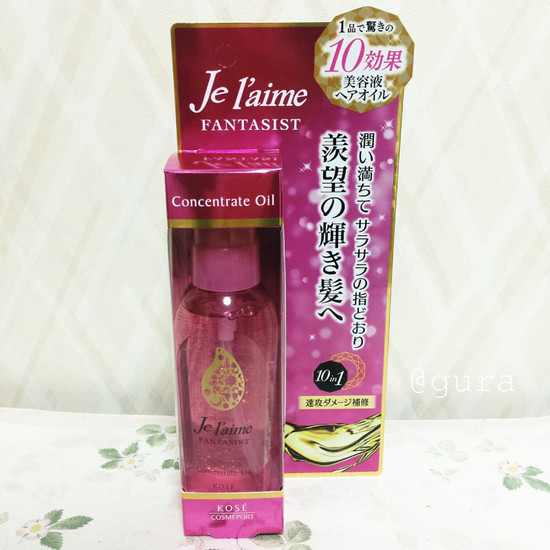 1品で驚きの
10効果
美容液
ヘアオイル
Je l'aime
FANTASIST
潤い満ちて サラサラの指どおり
羨望の輝き髪へ
Concentrate Oil
10in1
速攻ダメージ補修
@gura
Je l'aime
FANTASIST
Concentrate Oil
KOSÉ
KOSÉ
COSMEPORT